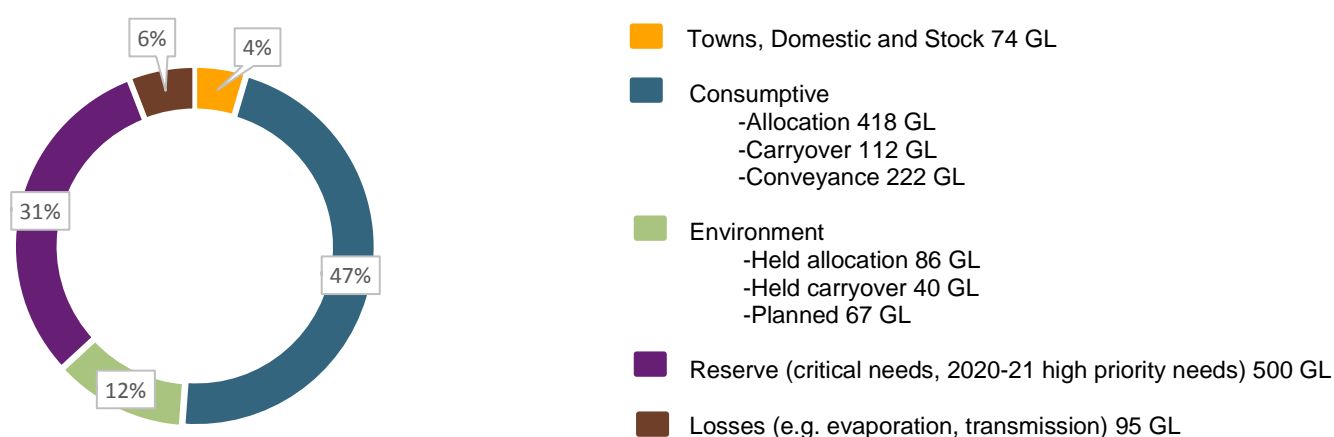 6%
4%
31%
47%
12%
Towns, Domestic and Stock 74 GL
Consumptive
-Allocation 418 GL
-Carryover 112 GL
-Conveyance 222 GL
Environment
-Held allocation 86 GL
-Held carryover 40 GL
-Planned 67 GL
Reserve (critical needs, 2020-21 high priority needs) 500 GL
Losses (e.g. evaporation, transmission) 95 GL